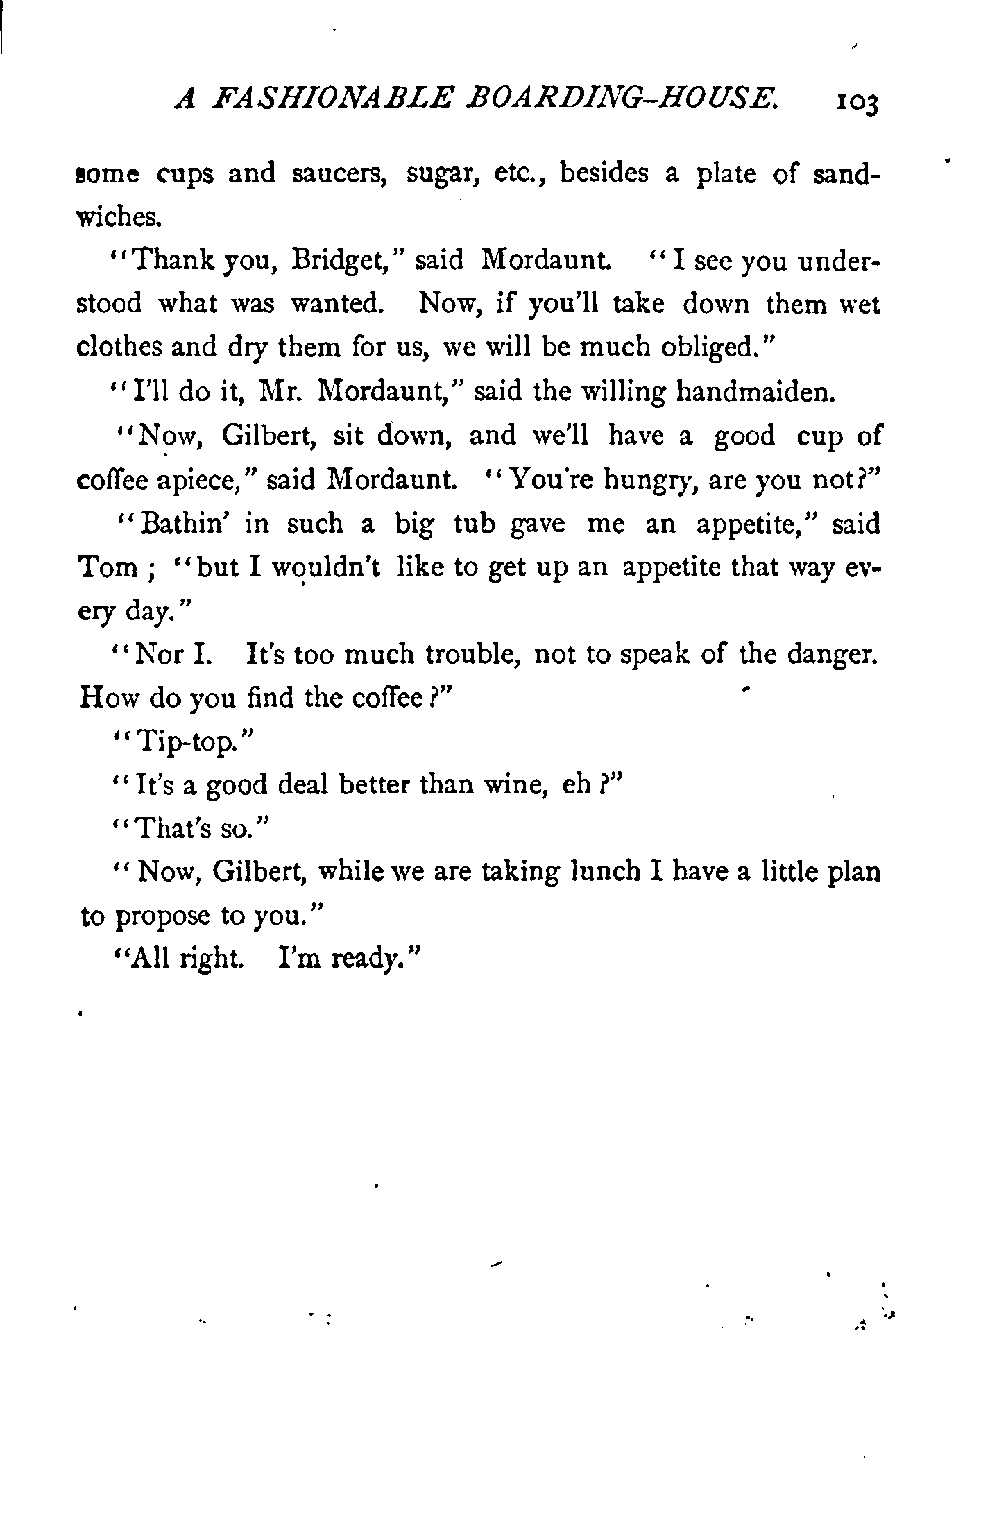 A FASHIONABLE BOARDING-HOUSE. 103
some cups and saucers, sugar, etc., besides a plate of sand-
wiches.
"Thank you, Bridget," said Mordaunt. "I see you under-
stood what was wanted. Now, if you'll take down them wet
clothes and dry them for us, we will be much obliged."
"I'll do it, Mr. Mordaunt," said the willing handmaiden.
"Now, Gilbert, sit down, and we'll have a good cup of
coffee apiece," said Mordaunt. "You're hungry, are you not?"
"Bathin' in such a big tub gave me an appetite," said
Tom; "but I wouldn't like to get up an appetite that way ev-
ery day."
"Nor I. It's too much trouble, not to speak of the danger.
How do you find the coffee?"
"Tip-top."
"It's a good deal better than wine, eh?"
"That's so."
"Now, Gilbert, while we are taking lunch I have a little plan
to propose to you."
"All right. I'm ready."